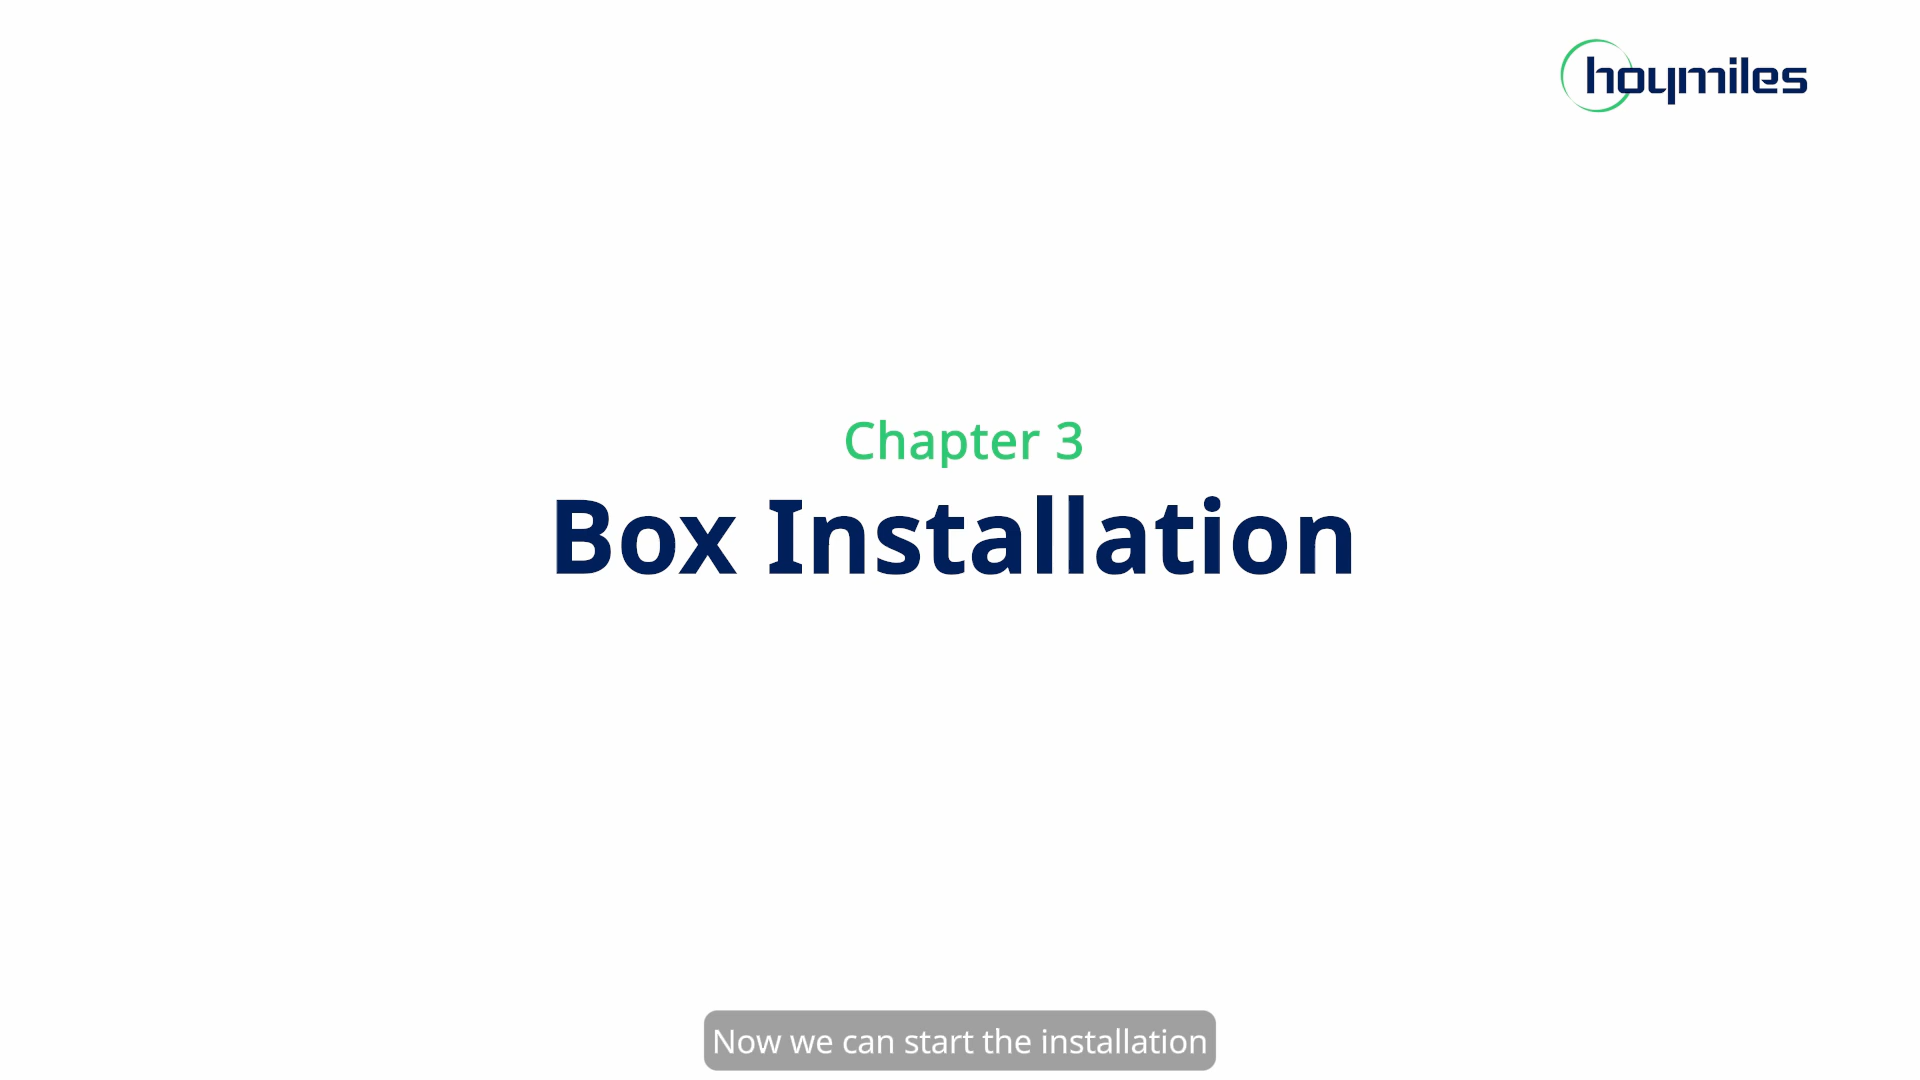 hoymiles
Chapter 3
Box Installation
Now we can start the installation